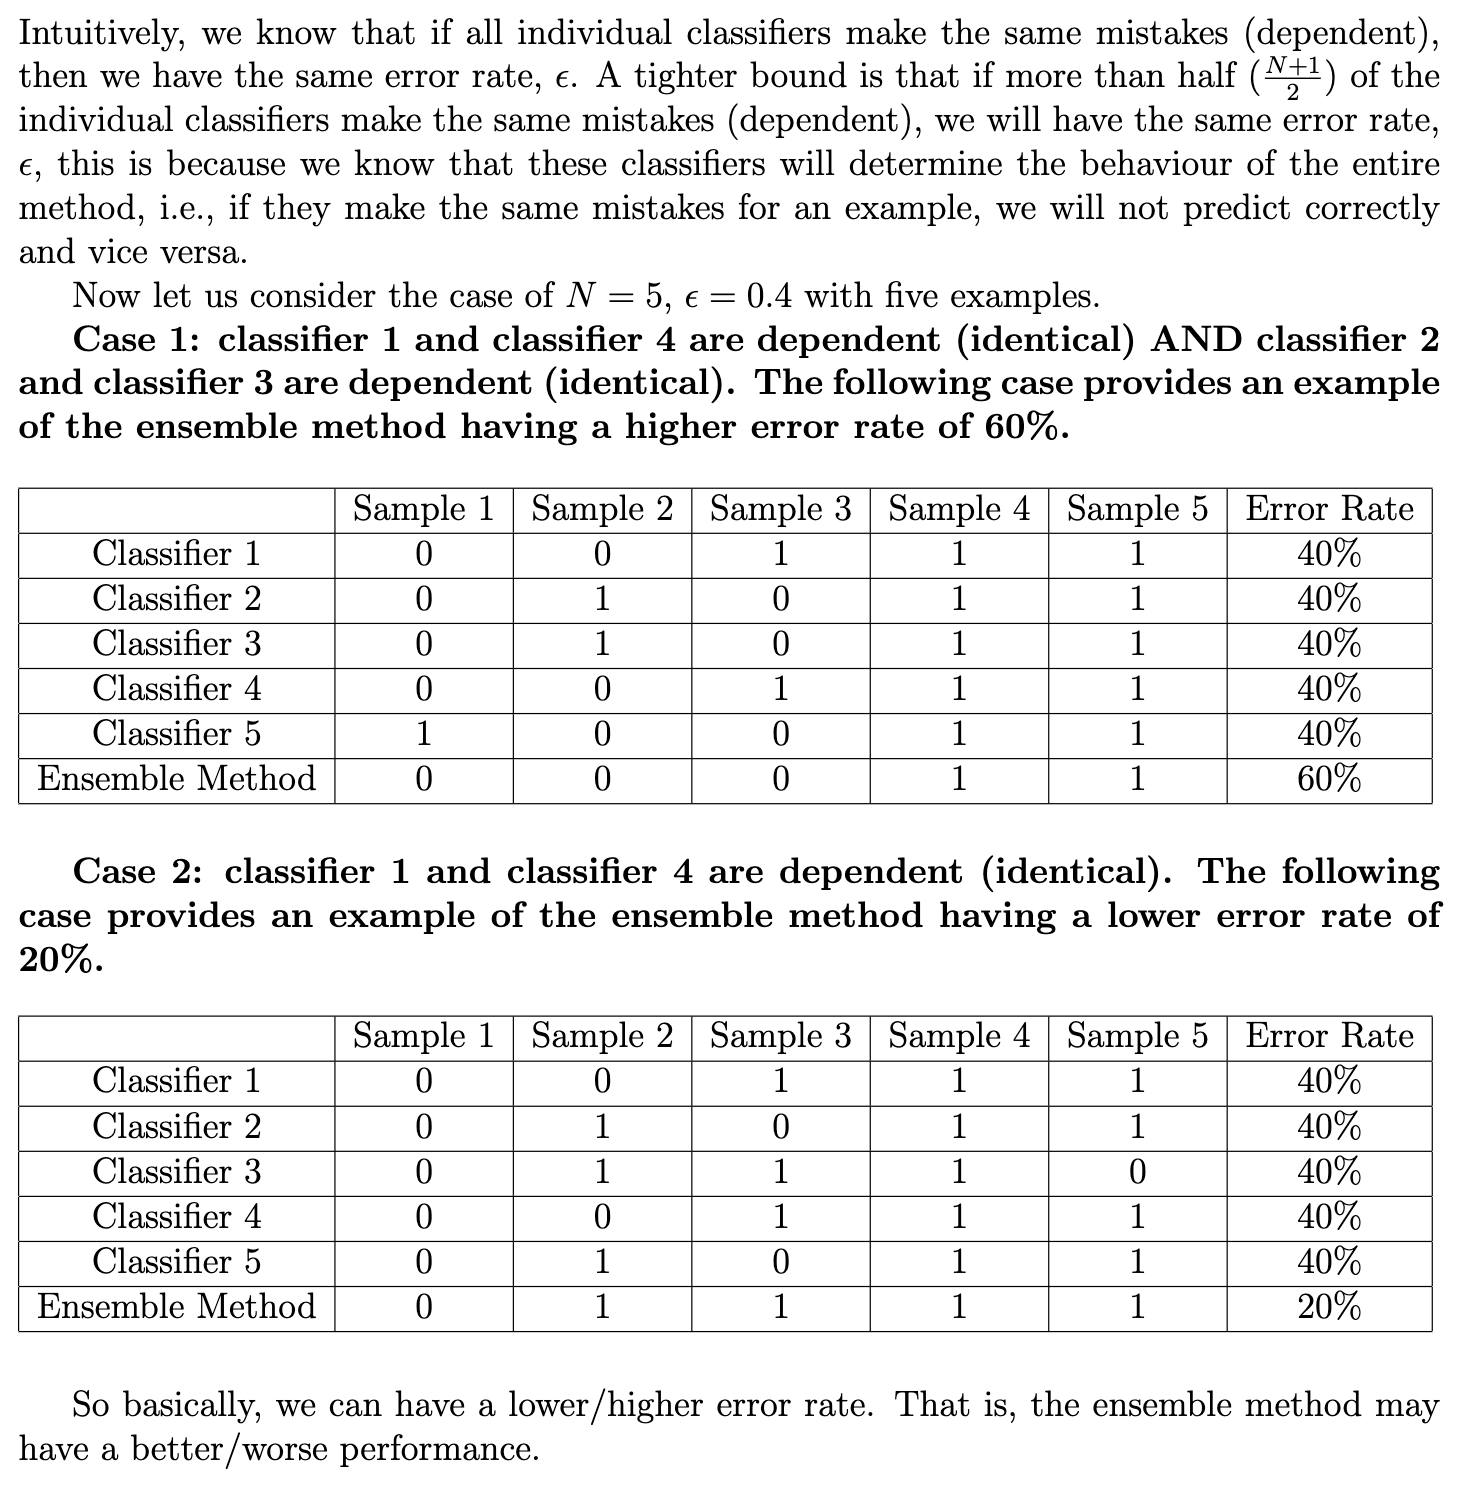 Intuitively, we know that if all individual classifiers make the same mistakes (dependent),
then we have the same error rate, ϵ. A tighter bound is that if more than half (\frac{N+1}{2}) of the
individual classifiers make the same mistakes (dependent), we will have the same error rate,
ϵ, this is because we know that these classifiers will determine the behaviour of the entire
method, i.e., if they make the same mistakes for an example, we will not predict correctly
and vice versa.
Now let us consider the case of N = 5, ϵ = 0.4 with five examples.
Case 1: classifier 1 and classifier 4 are dependent (identical) AND classifier 2
and classifier 3 are dependent (identical). The following case provides an example
of the ensemble method having a higher error rate of 60%.
Sample 1 Sample 2 Sample 3 Sample 4 Sample 5 Error Rate
Classifier 1 0 0 1 1 1 40%
Classifier 2 0 1 0 1 1 40%
Classifier 3 0 1 0 1 1 40%
Classifier 4 0 0 1 1 1 40%
Classifier 5 1 0 0 1 1 40%
Ensemble Method 0 0 0 1 1 60%
Case 2: classifier 1 and classifier 4 are dependent (identical). The following
case provides an example of the ensemble method having a lower error rate of
20%.
Sample 1 Sample 2 Sample 3 Sample 4 Sample 5 Error Rate
Classifier 1 0 0 1 1 1 40%
Classifier 2 0 1 0 1 1 40%
Classifier 3 0 1 1 1 0 40%
Classifier 4 0 0 1 1 1 40%
Classifier 5 0 1 0 1 1 40%
Ensemble Method 0 1 1 1 1 20%
So basically, we can have a lower/higher error rate. That is, the ensemble method may
have a better/worse performance.